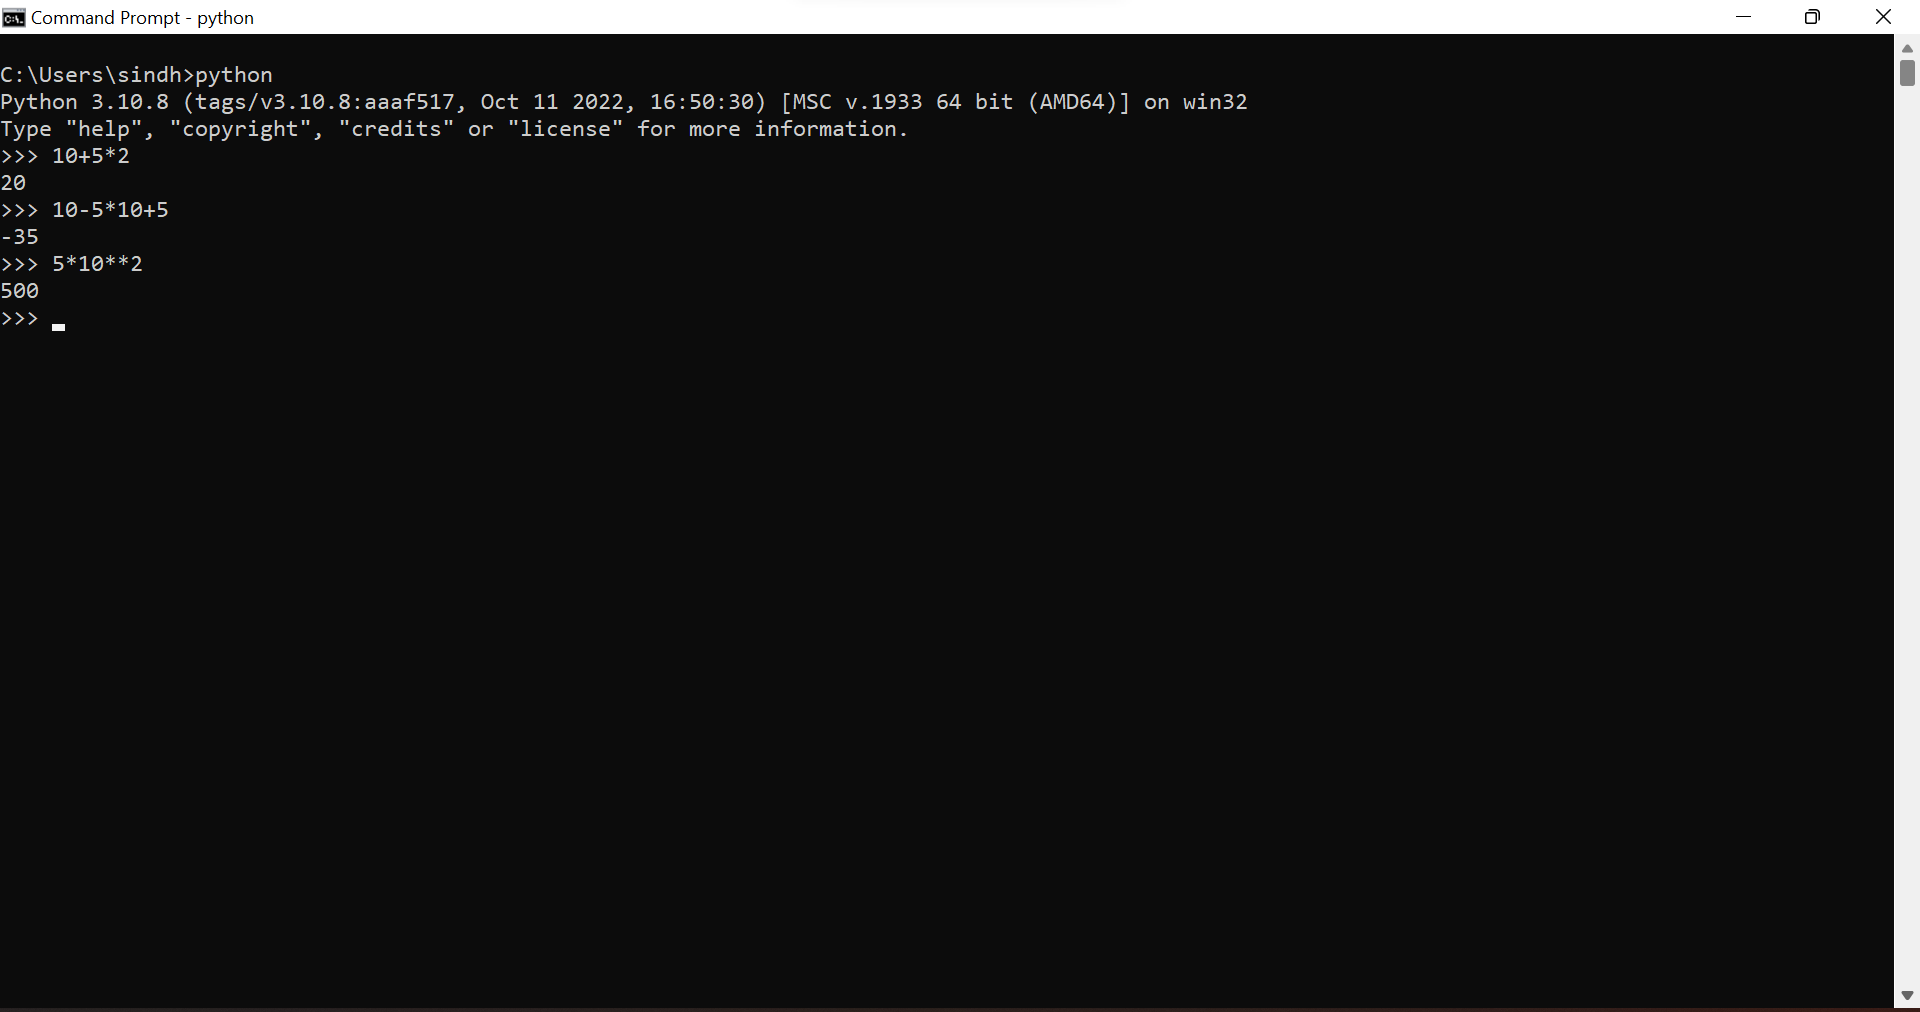 Command Prompt - python
C:\Users\sindh>python
Python 3.10.8 (tags/v3.10.8:aaaf517, Oct 11 2022, 16:50:30) [MSC v.1933 64 bit (AMD64)] on win32
Type "help", "copyright", "credits" or "license" for more information.
>>> 10+5*2
20
>>> 10-5*10+5
-35
>>> 5*10**2
500
>>>